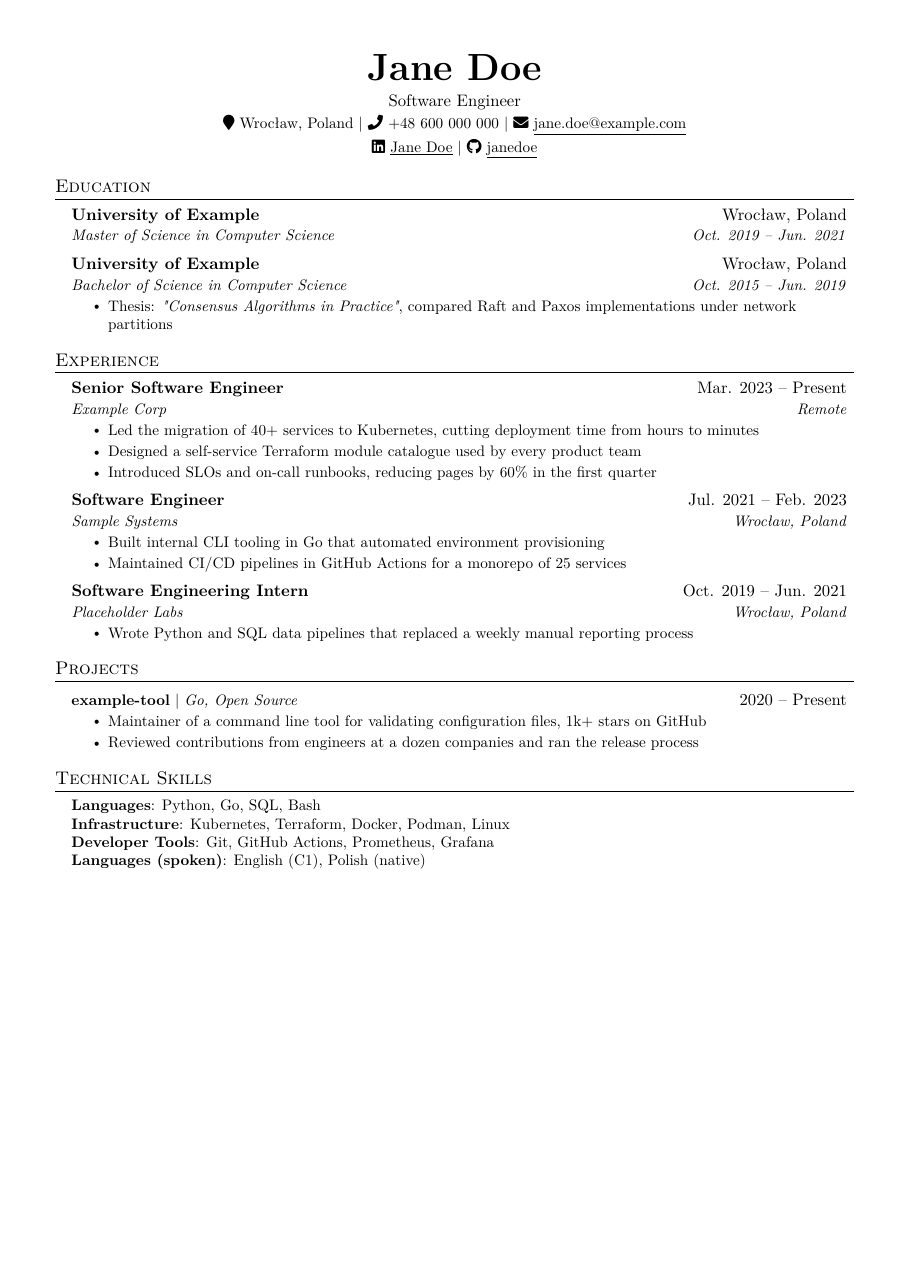 Jane Doe
Software Engineer
Wrocław, Poland | +48 600 000 000 | jane.doe@example.com
Jane Doe | janedoe
Education
University of Example Wrocław, Poland
Master of Science in Computer Science Oct. 2019 – Jun. 2021
University of Example Wrocław, Poland
Bachelor of Science in Computer Science Oct. 2015 – Jun. 2019
• Thesis: "Consensus Algorithms in Practice", compared Raft and Paxos implementations under network
partitions
Experience
Senior Software Engineer Mar. 2023 – Present
Example Corp Remote
• Led the migration of 40+ services to Kubernetes, cutting deployment time from hours to minutes
• Designed a self-service Terraform module catalogue used by every product team
• Introduced SLOs and on-call runbooks, reducing pages by 60% in the first quarter
Software Engineer Jul. 2021 – Feb. 2023
Sample Systems Wrocław, Poland
• Built internal CLI tooling in Go that automated environment provisioning
• Maintained CI/CD pipelines in GitHub Actions for a monorepo of 25 services
Software Engineering Intern Oct. 2019 – Jun. 2021
Placeholder Labs Wrocław, Poland
• Wrote Python and SQL data pipelines that replaced a weekly manual reporting process
Projects
example-tool | Go, Open Source 2020 – Present
• Maintainer of a command line tool for validating configuration files, 1k+ stars on GitHub
• Reviewed contributions from engineers at a dozen companies and ran the release process
Technical Skills
Languages: Python, Go, SQL, Bash
Infrastructure: Kubernetes, Terraform, Docker, Podman, Linux
Developer Tools: Git, GitHub Actions, Prometheus, Grafana
Languages (spoken): English (C1), Polish (native)